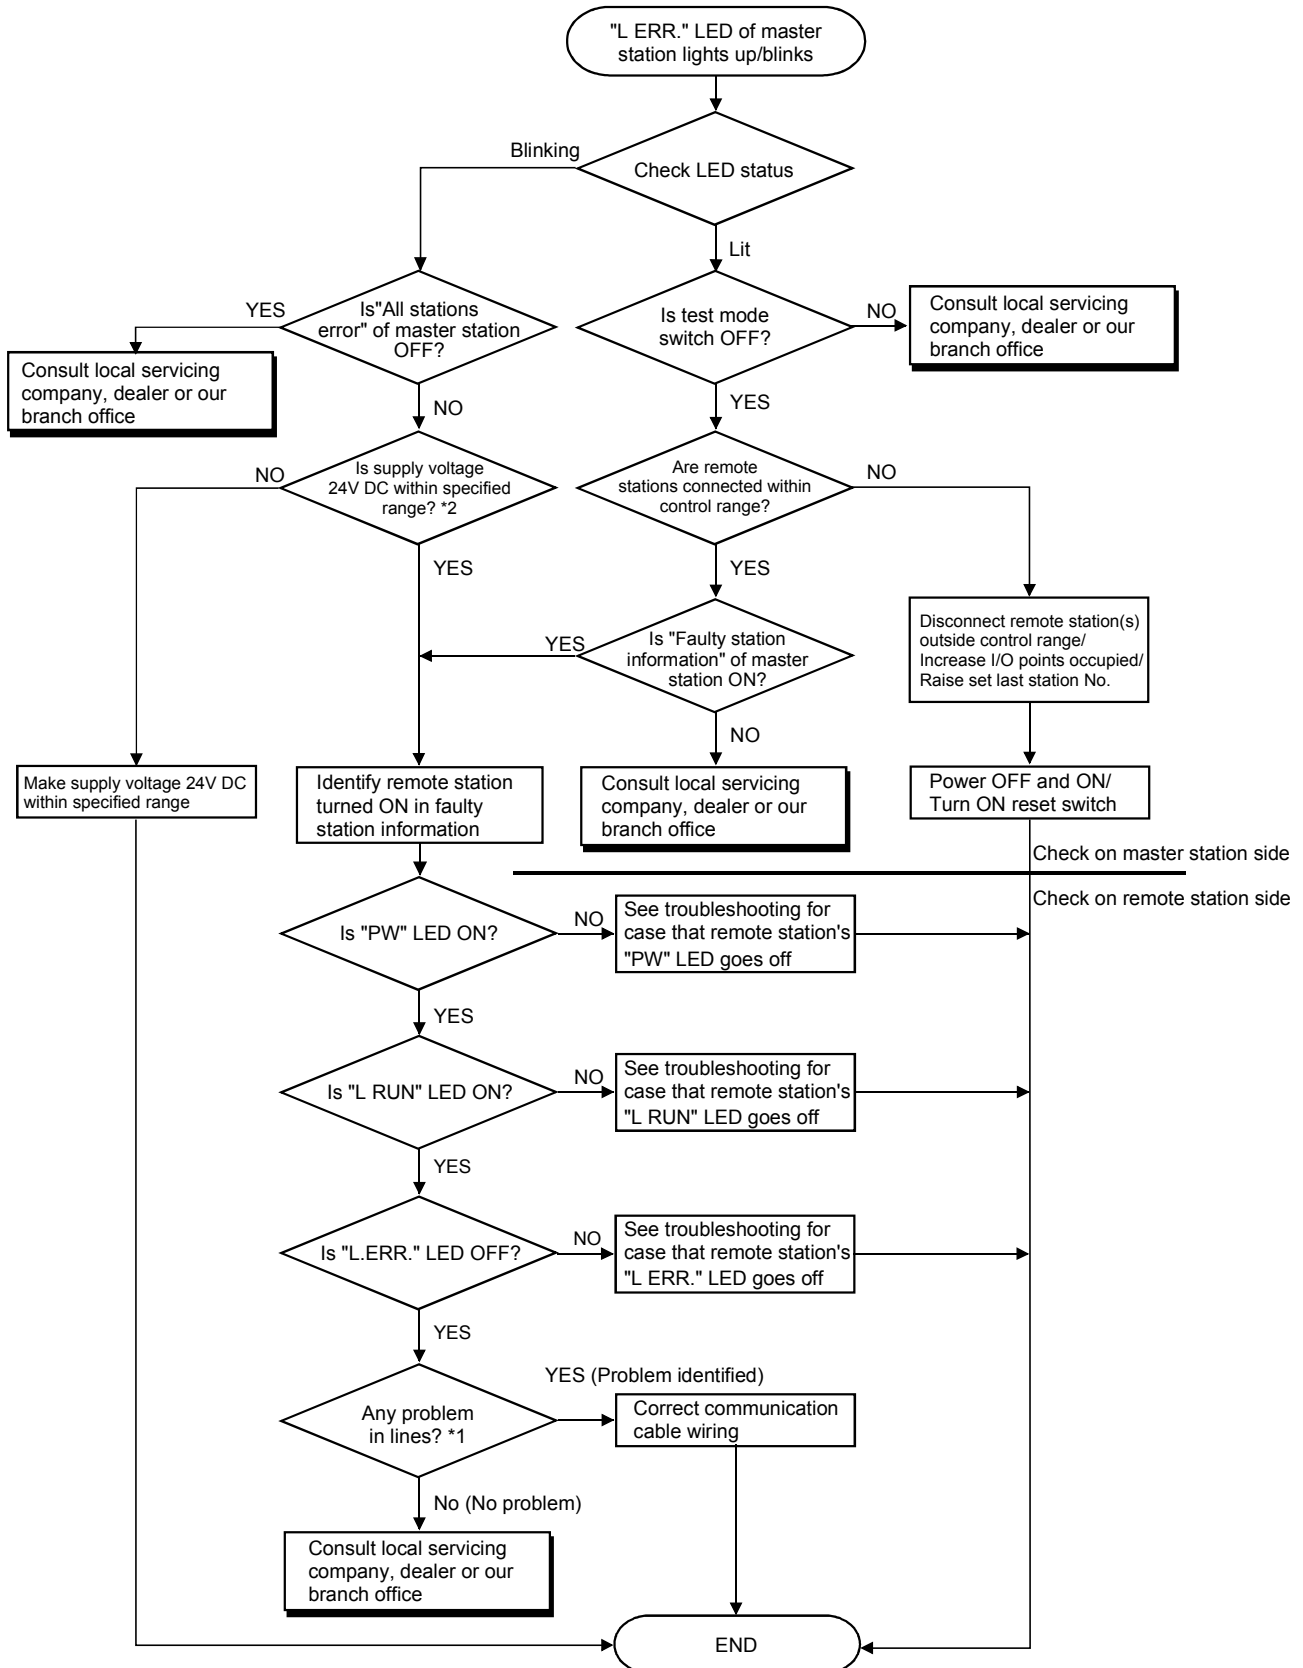 "L ERR." LED of master
station lights up/blinks
Blinking
Check LED status
Lit
YES
Is"All stations
error" of master station
OFF?
Is test mode
switch OFF?
NO
Consult local servicing
company, dealer or our
branch office
Consult local servicing
company, dealer or our
branch office
NO
YES
NO
Is supply voltage
24V DC within specified
range? *2
Are remote
stations connected within
control range?
NO
YES
YES
YES
Is "Faulty station
information" of master
station ON?
Disconnect remote station(s)
outside control range/
Increase I/O points occupied/
Raise set last station No.
NO
Make supply voltage 24V DC
within specified range
Identify remote station
turned ON in faulty
station information
Consult local servicing
company, dealer or our
branch office
Power OFF and ON/
Turn ON reset switch
Check on master station side
Check on remote station side
Is "PW" LED ON?
NO
See troubleshooting for
case that remote station's
"PW" LED goes off
YES
Is "L RUN" LED ON?
NO
See troubleshooting for
case that remote station's
"L RUN" LED goes off
YES
Is "L.ERR." LED OFF?
NO
See troubleshooting for
case that remote station's
"L ERR." LED goes off
YES
YES (Problem identified)
Any problem
in lines? *1
Correct communication
cable wiring
No (No problem)
Consult local servicing
company, dealer or our
branch office
END